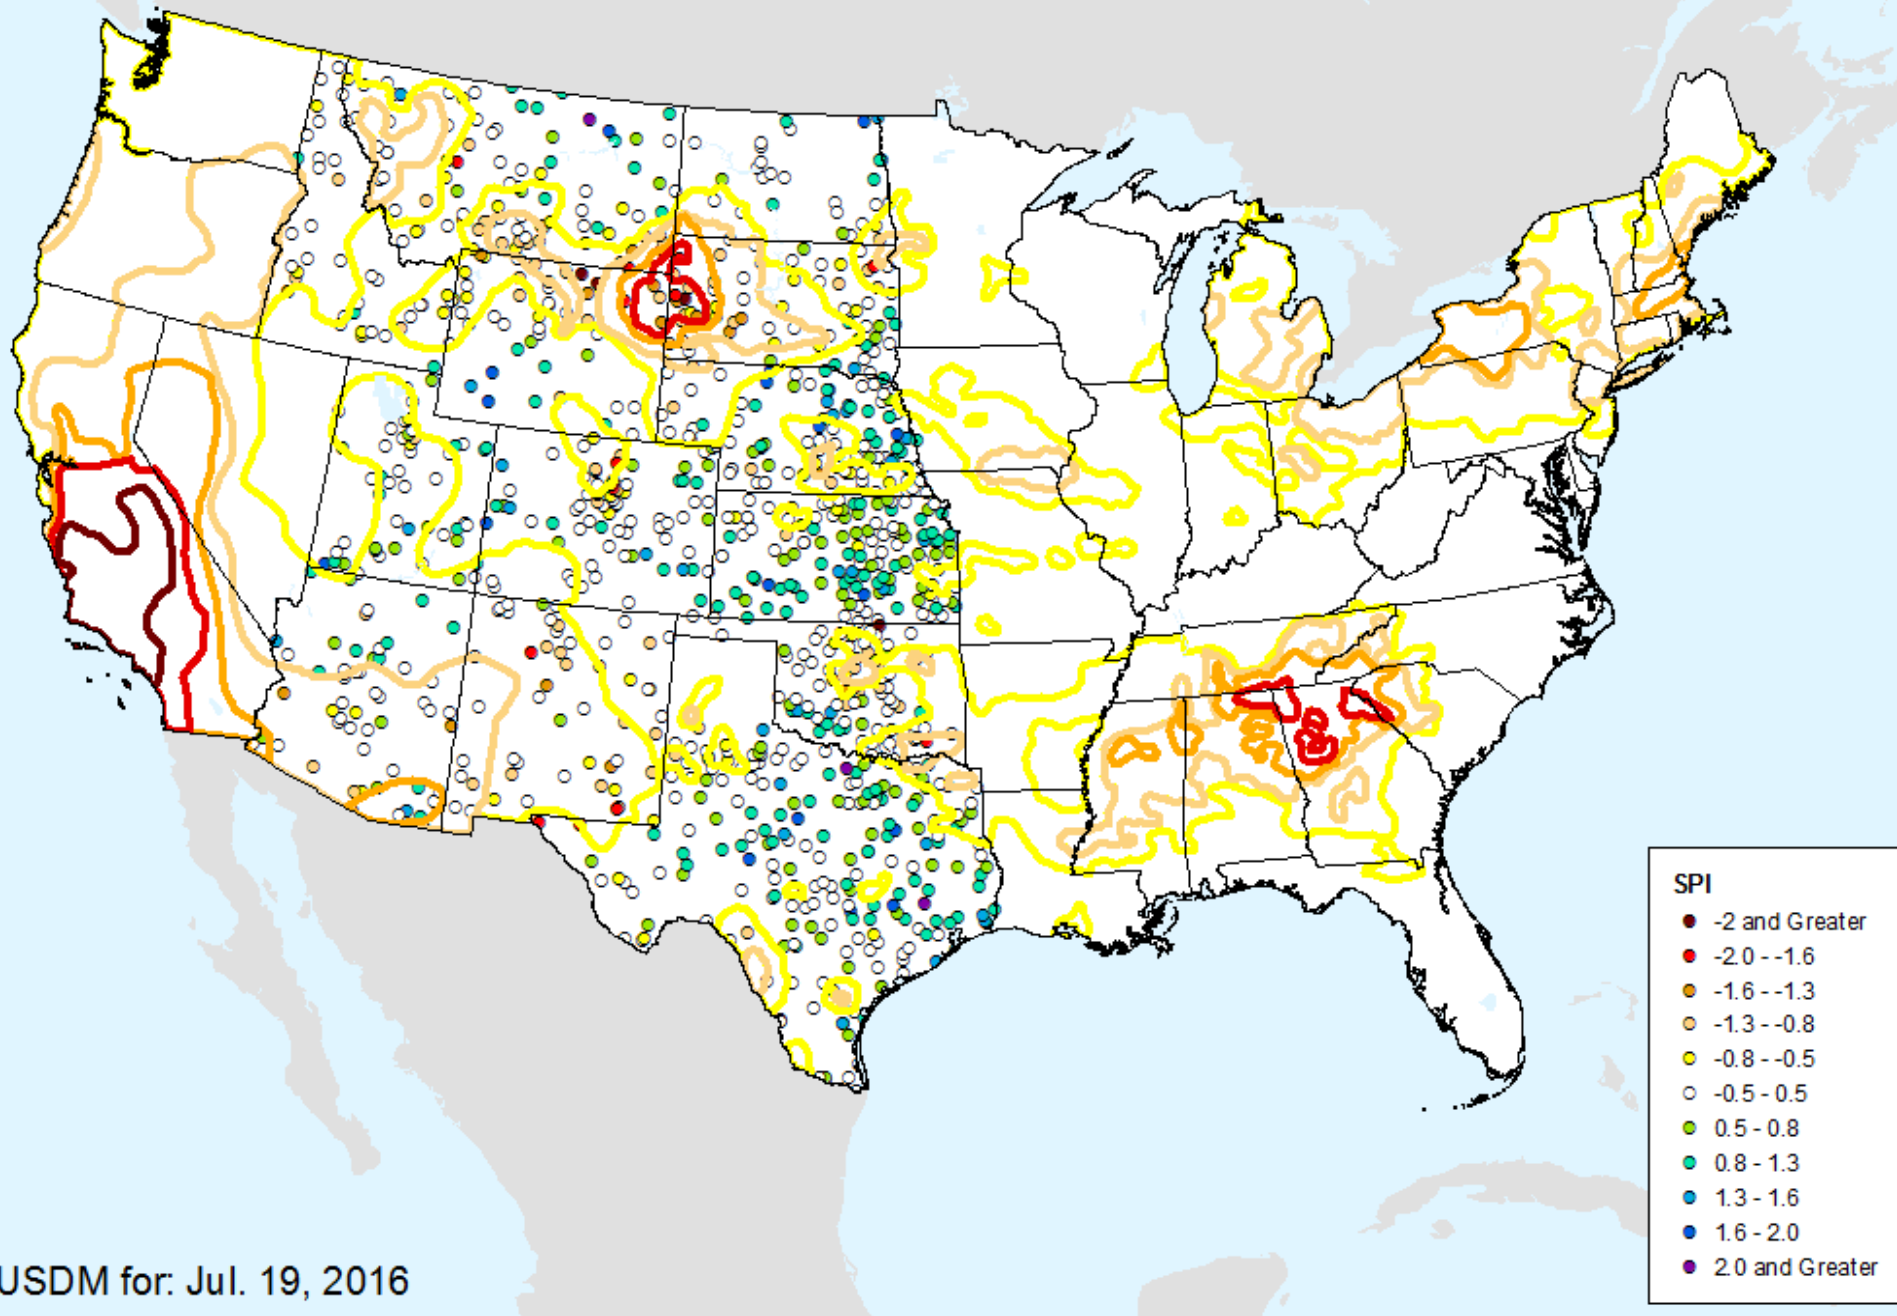 SPI
-2 and Greater
-2.0 - -1.6
-1.6 - -1.3
-1.3 - -0.8
-0.8 - -0.5
-0.5 - 0.5
0.5 - 0.8
0.8 - 1.3
1.3 - 1.6
1.6 - 2.0
2.0 and Greater
USDM for: Jul. 19, 2016